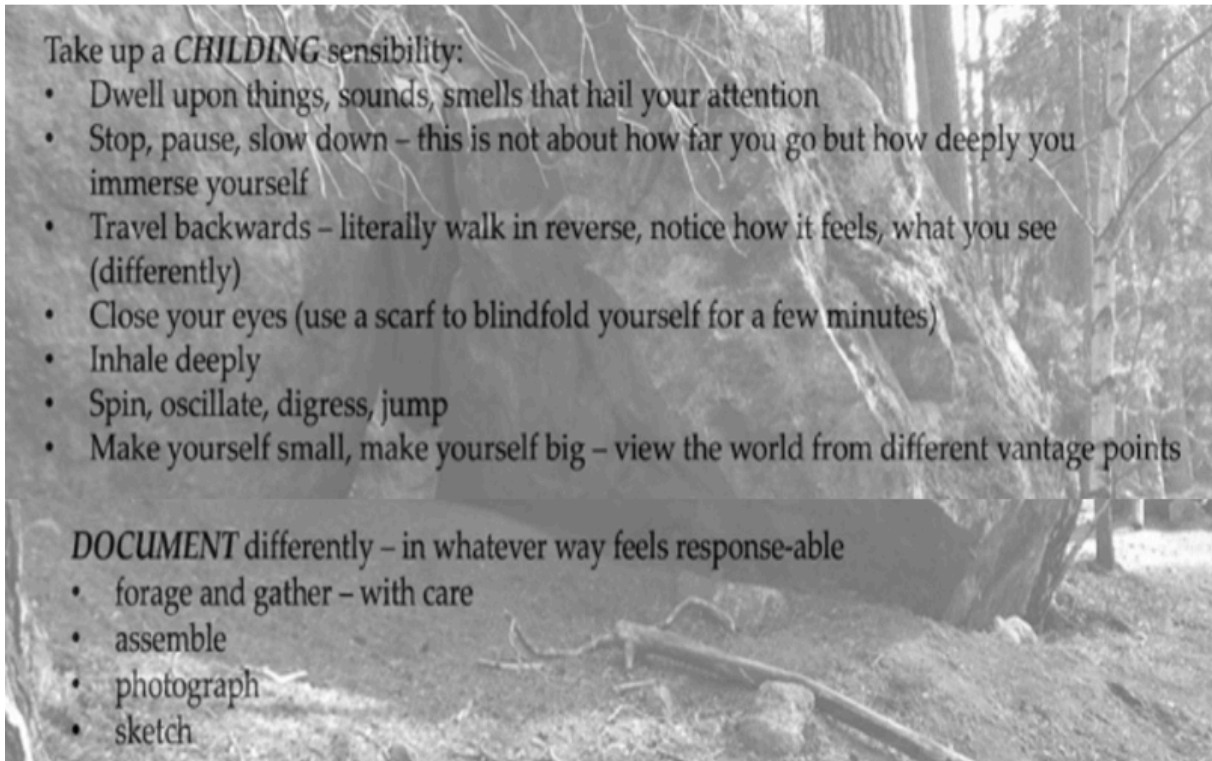 Take up a CHILDING sensibility:
• Dwell upon things, sounds, smells that hail your attention
• Stop, pause, slow down – this is not about how far you go but how deeply you
immerse yourself
• Travel backwards – literally walk in reverse, notice how it feels, what you see
(differently)
• Close your eyes (use a scarf to blindfold yourself for a few minutes)
• Inhale deeply
• Spin, oscillate, digress, jump
• Make yourself small, make yourself big – view the world from different vantage points
DOCUMENT differently – in whatever way feels response-able
• forage and gather – with care
• assemble
• photograph
• sketch